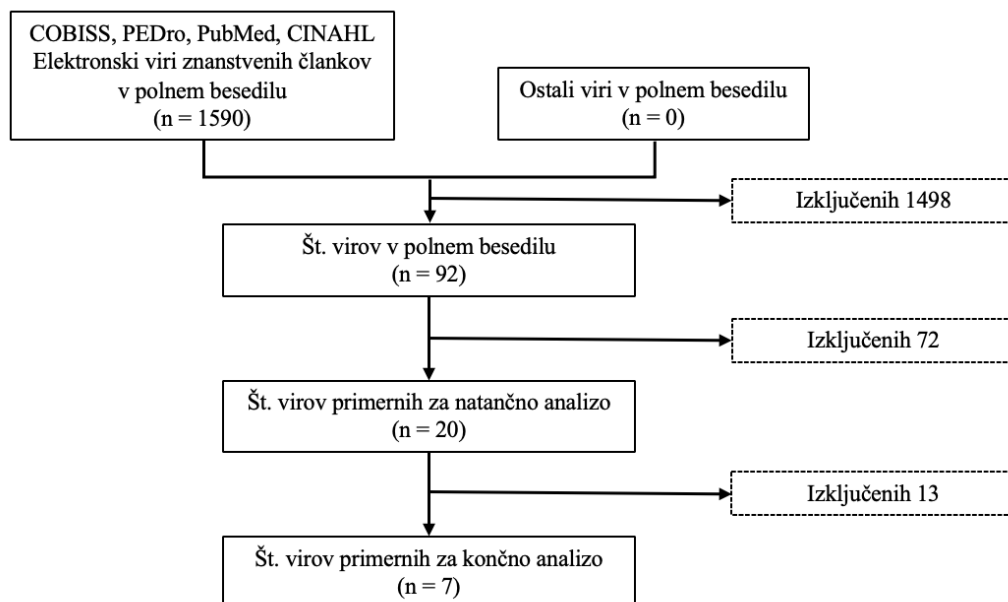 COBISS, PEDro, PubMed, CINAHL
Elektronski viri znanstvenih člankov
v polnem besedilu
(n = 1590)
Ostali viri v polnem besedilu
(n = 0)
Izključenih 1498
Št. virov v polnem besedilu
(n = 92)
Izključenih 72
Št. virov primernih za natančno analizo
(n = 20)
Izključenih 13
Št. virov primernih za končno analizo
(n = 7)